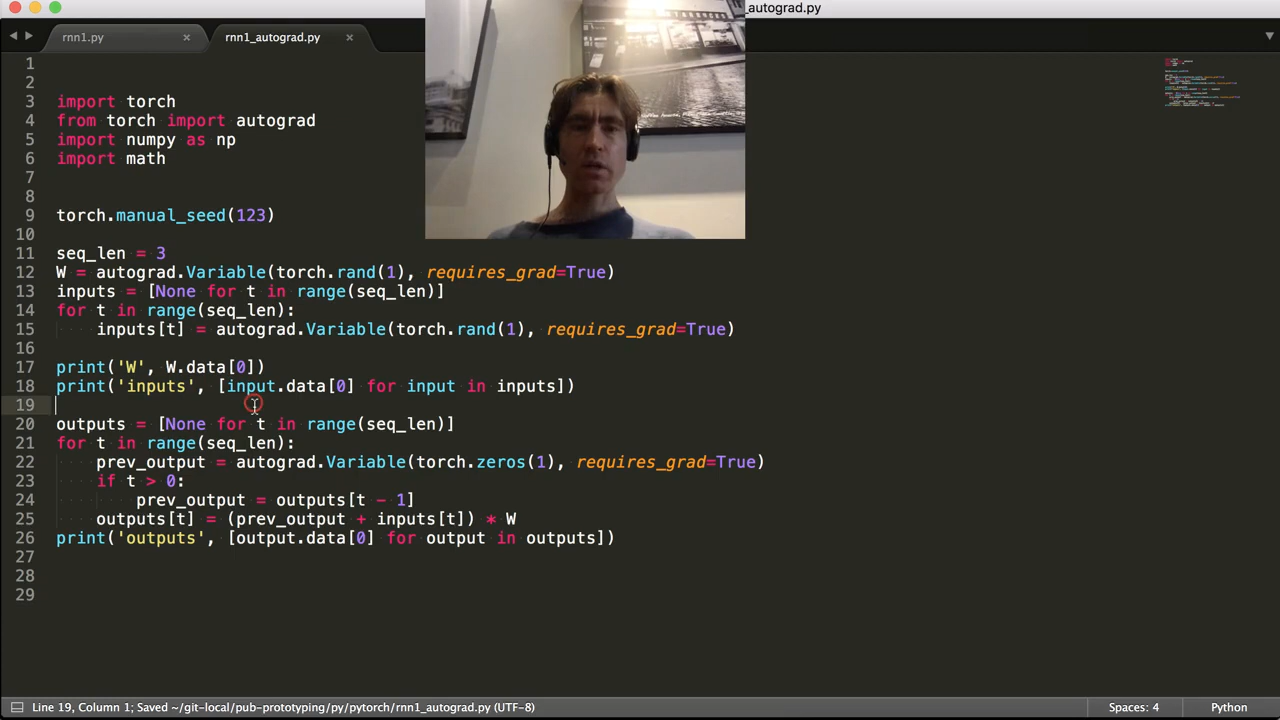 _autograd.py
rnn1.py × rnn1_autograd.py ×
1
2
3 import torch
4 from torch import autograd
5 import numpy as np
6 import math
7
8
9 torch.manual_seed(123)
10
11 seq_len = 3
12 W = autograd.Variable(torch.rand(1), requires_grad=True)
13 inputs = [None for t in range(seq_len)]
14 for t in range(seq_len):
15     inputs[t] = autograd.Variable(torch.rand(1), requires_grad=True)
16
17 print('W', W.data[0])
18 print('inputs', [input.data[0] for input in inputs])
19
20 outputs = [None for t in range(seq_len)]
21 for t in range(seq_len):
22     prev_output = autograd.Variable(torch.zeros(1), requires_grad=True)
23     if t > 0:
24         prev_output = outputs[t - 1]
25     outputs[t] = (prev_output + inputs[t]) * W
26 print('outputs', [output.data[0] for output in outputs])
27
28
29
Line 19, Column 1; Saved ~/git-local/pub-prototyping/py/pytorch/rnn1_autograd.py (UTF-8) Spaces: 4 Python